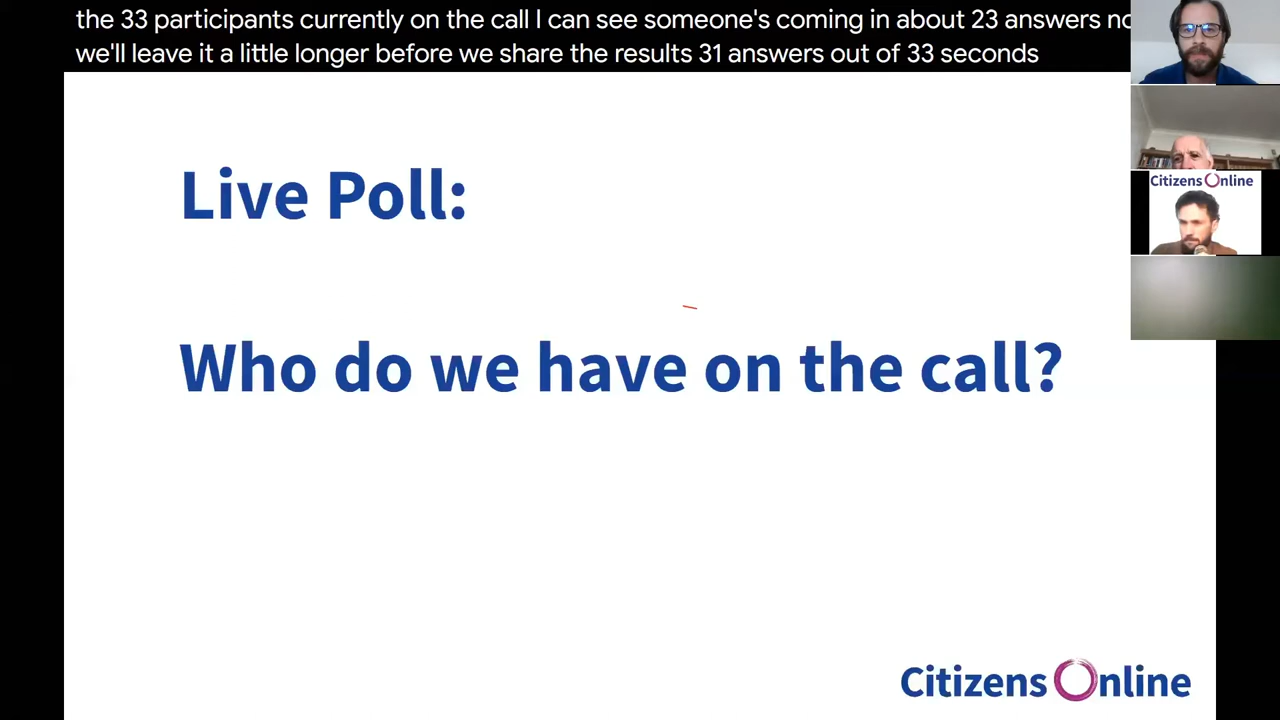 the 33 participants currently on the call I can see someone's coming in about 23 answers
we'll leave it a little longer before we share the results 31 answers out of 33 seconds
Citizens Online
Live Poll:
Who do we have on the call?
Citizens Online